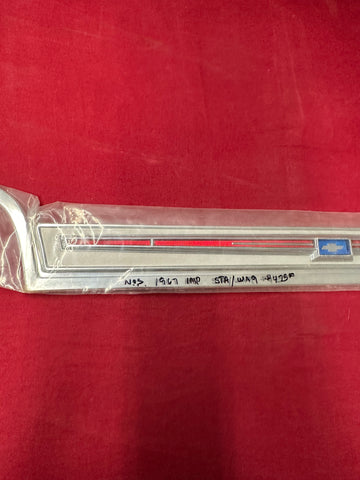 NOS. 1967 IMP STA/WAG